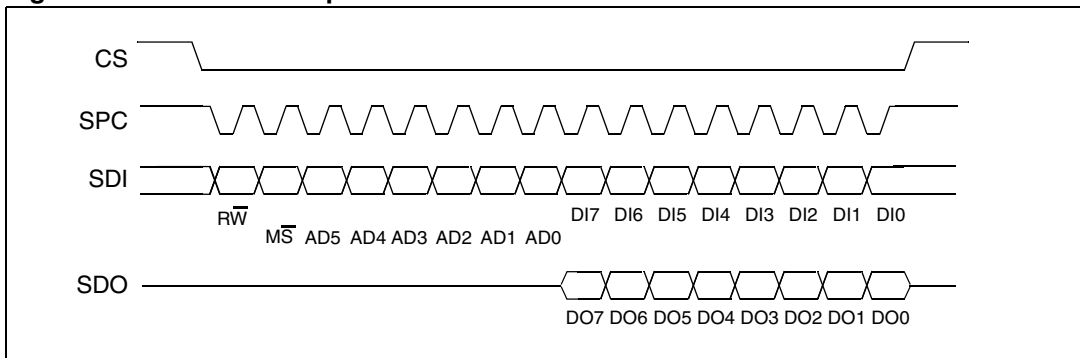 CS
SPC
SDI
RW̅
DI7 DI6 DI5 DI4 DI3 DI2 DI1 DI0
MS̅ AD5 AD4 AD3 AD2 AD1 AD0
SDO
DO7 DO6 DO5 DO4 DO3 DO2 DO1 DO0